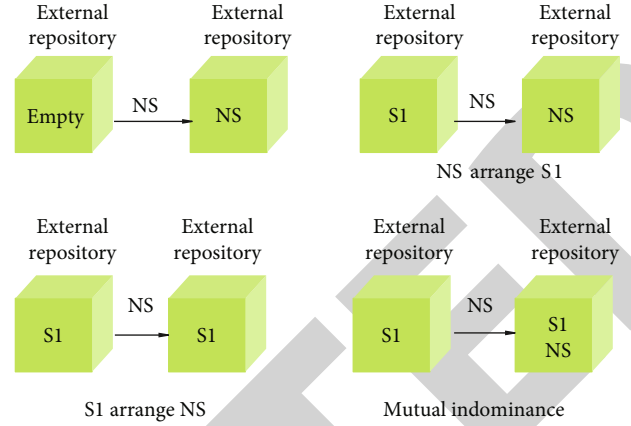 External repository
External repository
Empty
NS
NS
External repository
External repository
S1
NS
NS
NS arrange S1
External repository
External repository
S1
NS
S1
S1 arrange NS
External repository
External repository
S1
NS
S1
NS
Mutual indominance